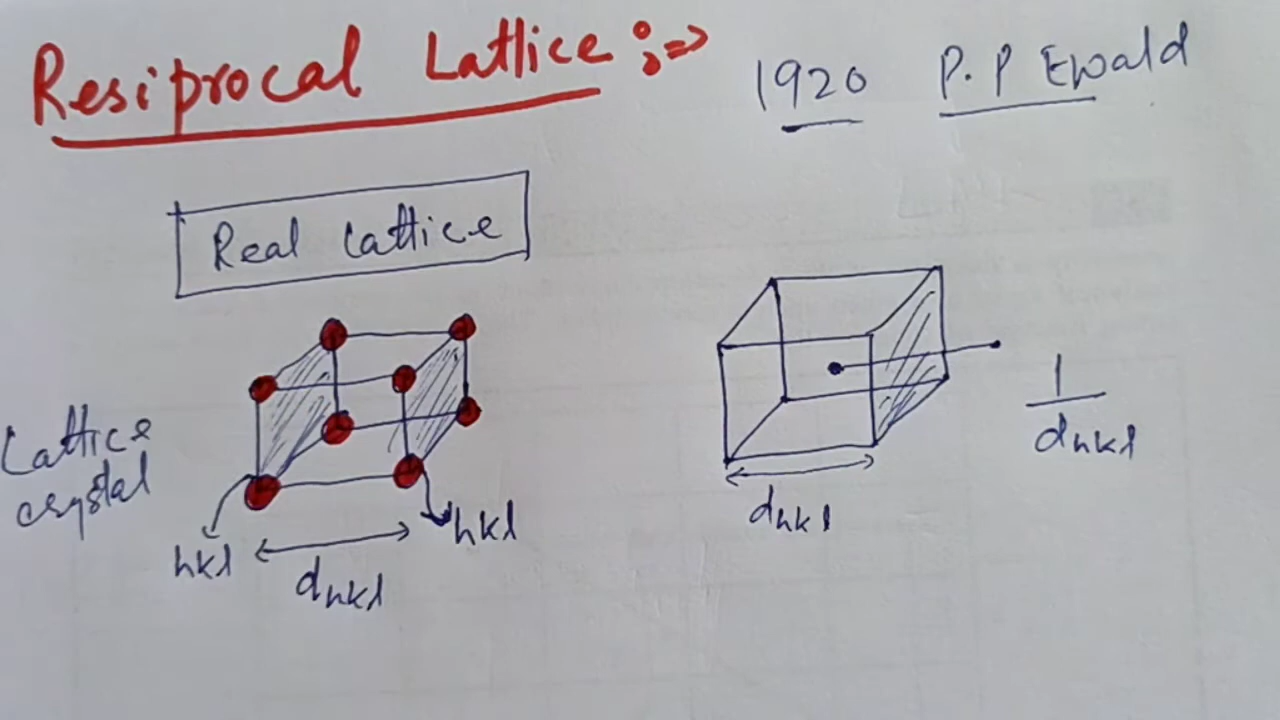 Resiprocal Lattice :⇒
1920 P.P Ewald
Real Lattice
Lattice
crystal
hkl
dhkl
hkl
dhkl
1
dhkl